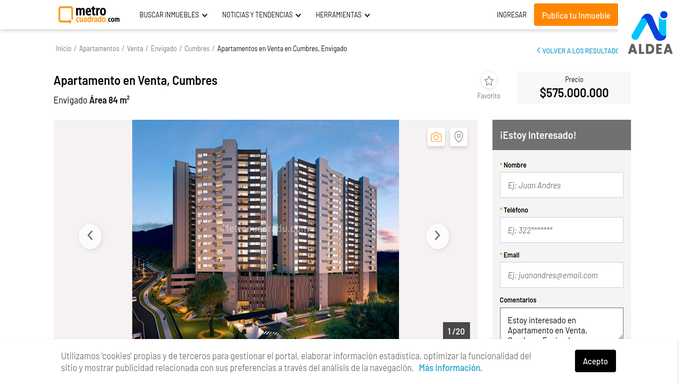 metro
cuadrado.com
BUSCAR INMUEBLES
NOTICIAS Y TENDENCIAS
HERRAMIENTAS
INGRESAR
Publica tu Inmueble
ALDEA
Inicio / Apartamentos / Venta / Envigado / Cumbres / Apartamentos en Venta en Cumbres, Envigado
VOLVER A LOS RESULTAD
Apartamento en Venta, Cumbres
Envigado Área 84 m²
Favorito
Precio
$575.000.000
¡Estoy Interesado!
* Nombre
Ej: Juan Andres
* Teléfono
Ej: 322*******
* Email
Ej: juanandres@email.com
Comentarios
Estoy interesado en
Apartamento en Venta,
1 / 20
Utilizamos 'cookies' propias y de terceros para gestionar el portal, elaborar información estadística, optimizar la funcionalidad del
sitio y mostrar publicidad relacionada con sus preferencias a través del análisis de la navegación. Más Información.
Acepto